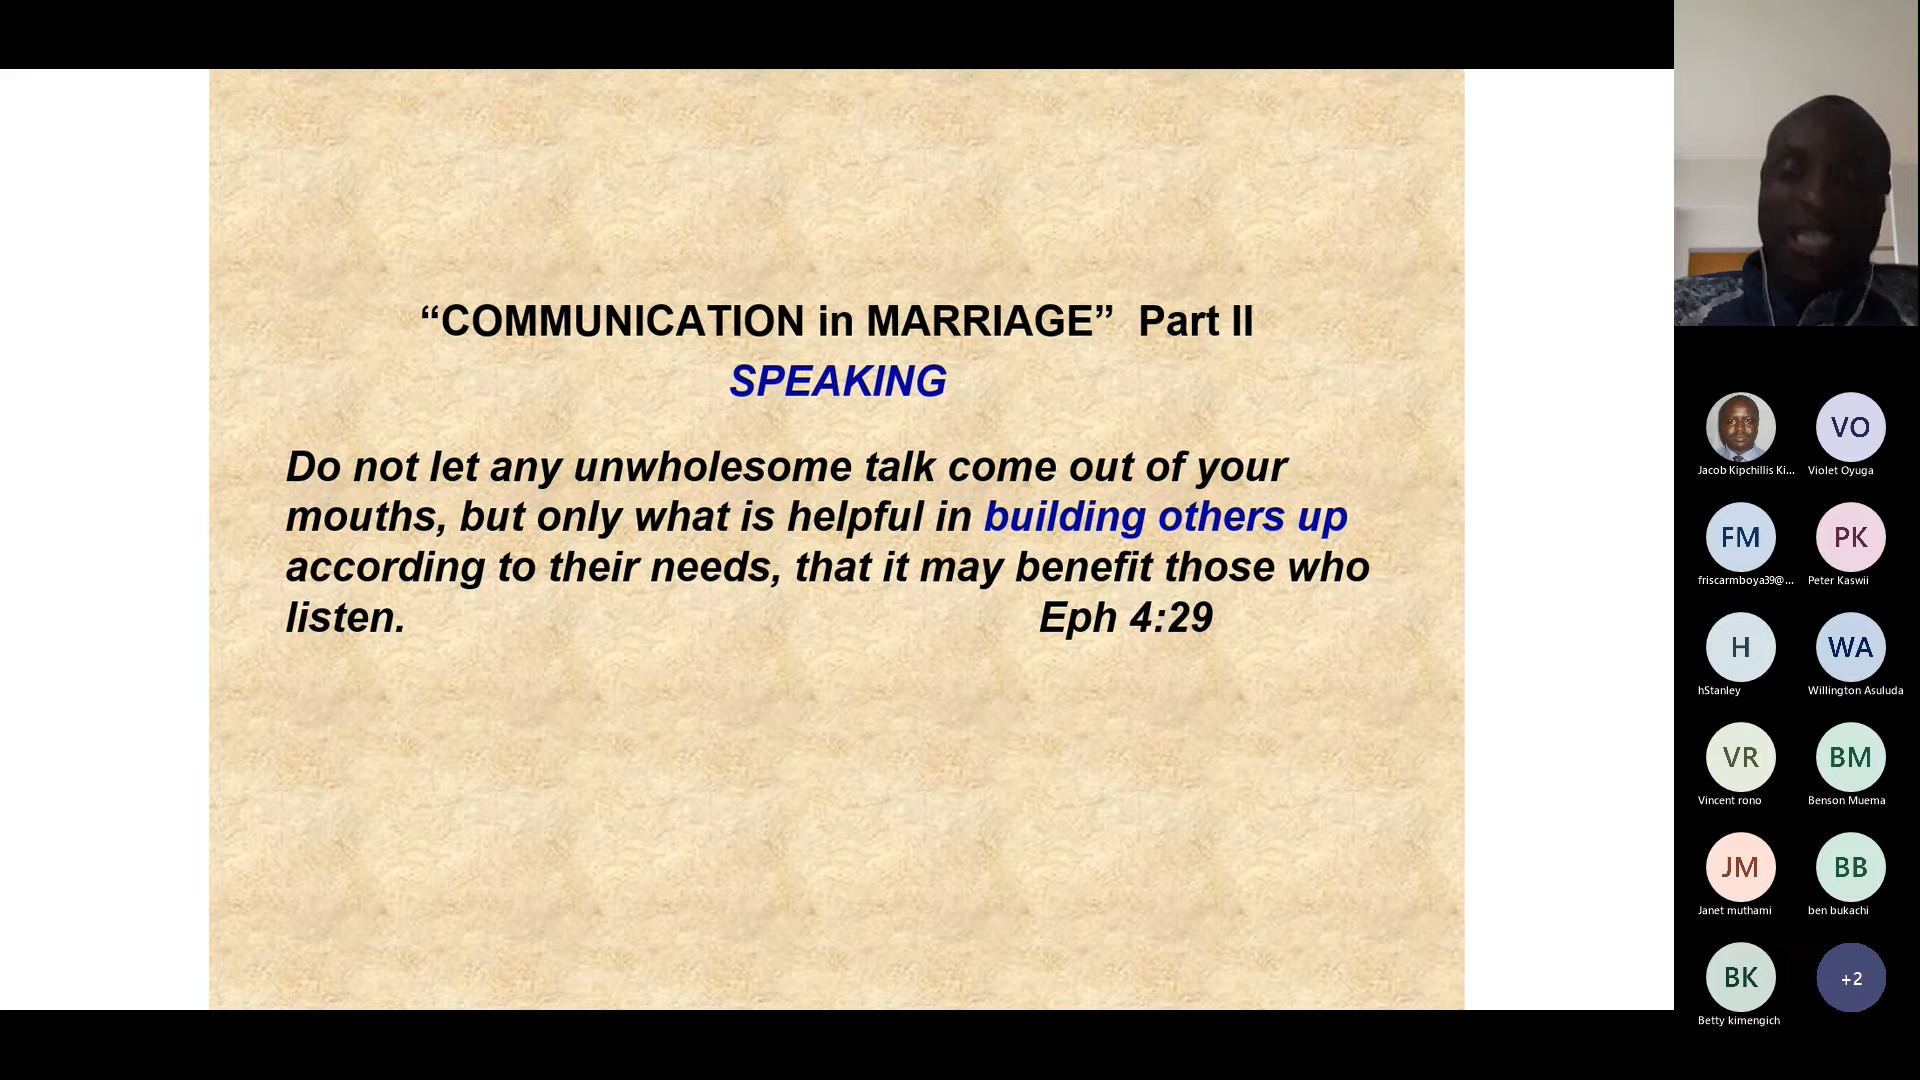 “COMMUNICATION in MARRIAGE” Part II
SPEAKING
Do not let any unwholesome talk come out of your
mouths, but only what is helpful in building others up
according to their needs, that it may benefit those who
listen. Eph 4:29
Jacob Kipchillis Ki...
VO
Violet Oyuga
FM
friscarmboya39@...
PK
Peter Kaswii
H
hStanley
WA
Willington Asuluda
VR
Vincent rono
BM
Benson Muema
JM
Janet muthami
BB
ben bukachi
BK
Betty kimengich
+2